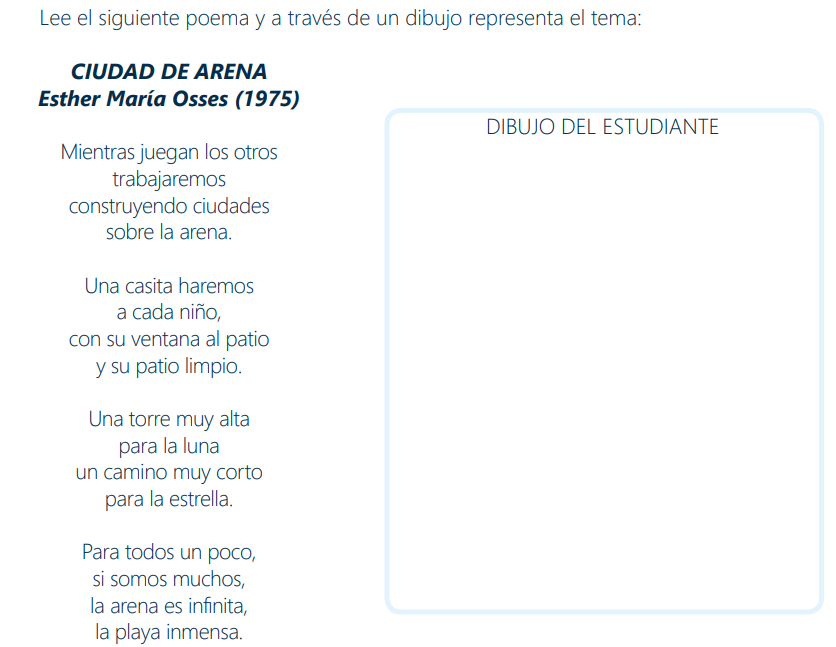 Lee el siguiente poema y a través de un dibujo representa el tema:
CIUDAD DE ARENA
Esther María Osses (1975)
Mientras juegan los otros
trabajaremos
construyendo ciudades
sobre la arena.
Una casita haremos
a cada niño,
con su ventana al patio
y su patio limpio.
Una torre muy alta
para la luna
un camino muy corto
para la estrella.
Para todos un poco,
si somos muchos,
la arena es infinita,
la playa inmensa.
DIBUJO DEL ESTUDIANTE